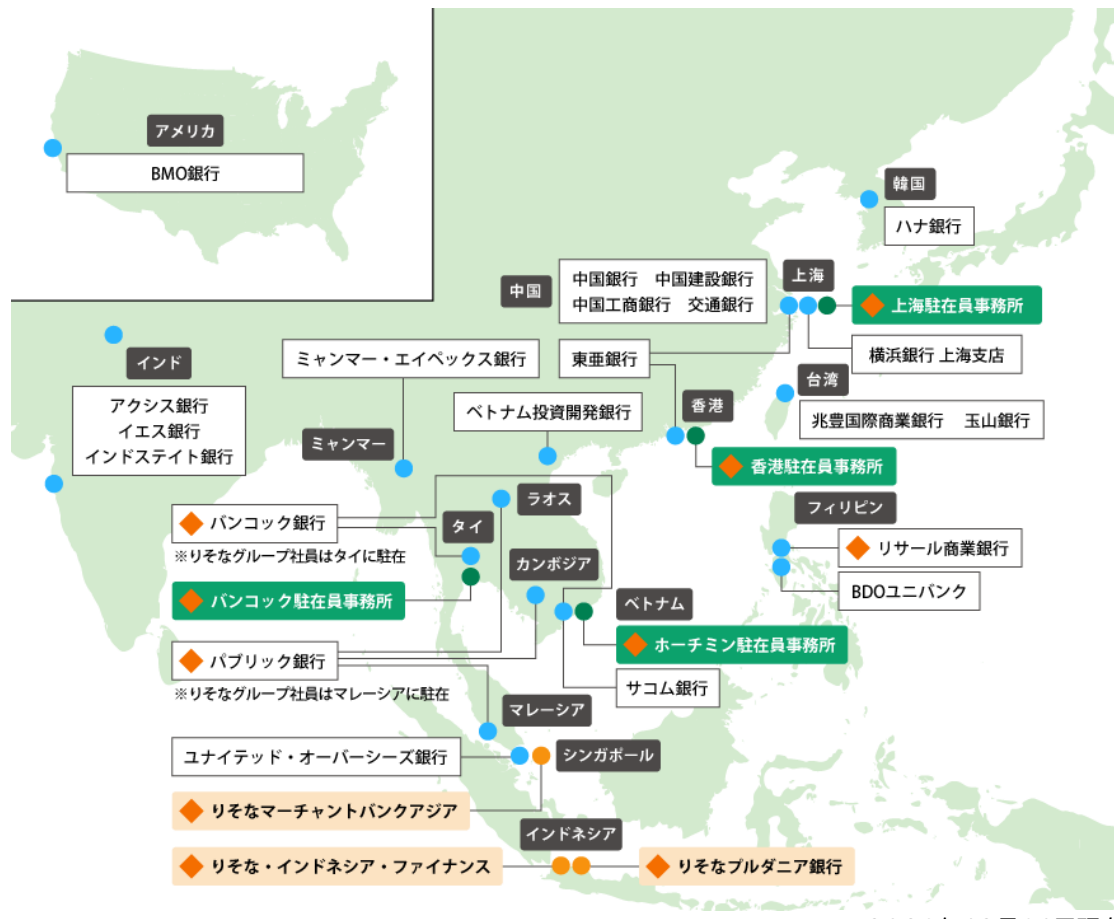 アメリカ
BMO銀行
韓国
ハナ銀行
中国
中国銀行 中国建設銀行
中国工商銀行 交通銀行
上海
上海駐在員事務所
東亜銀行
横浜銀行 上海支店
台湾
兆豊国際商業銀行 玉山銀行
香港
香港駐在員事務所
インド
アクシス銀行
イエス銀行
インドステイト銀行
ミャンマー・エイペックス銀行
ミャンマー
ベトナム投資開発銀行
ラオス
フィリピン
リサール商業銀行
BDOユニバンク
バンコック銀行
※りそなグループ社員はタイに駐在
タイ
バンコック駐在員事務所
カンボジア
ベトナム
ホーチミン駐在員事務所
サコム銀行
パブリック銀行
※りそなグループ社員はマレーシアに駐在
マレーシア
ユナイテッド・オーバーシーズ銀行
シンガポール
りそなマーチャントバンクアジア
インドネシア
りそな・インドネシア・ファイナンス
りそなプルダニア銀行